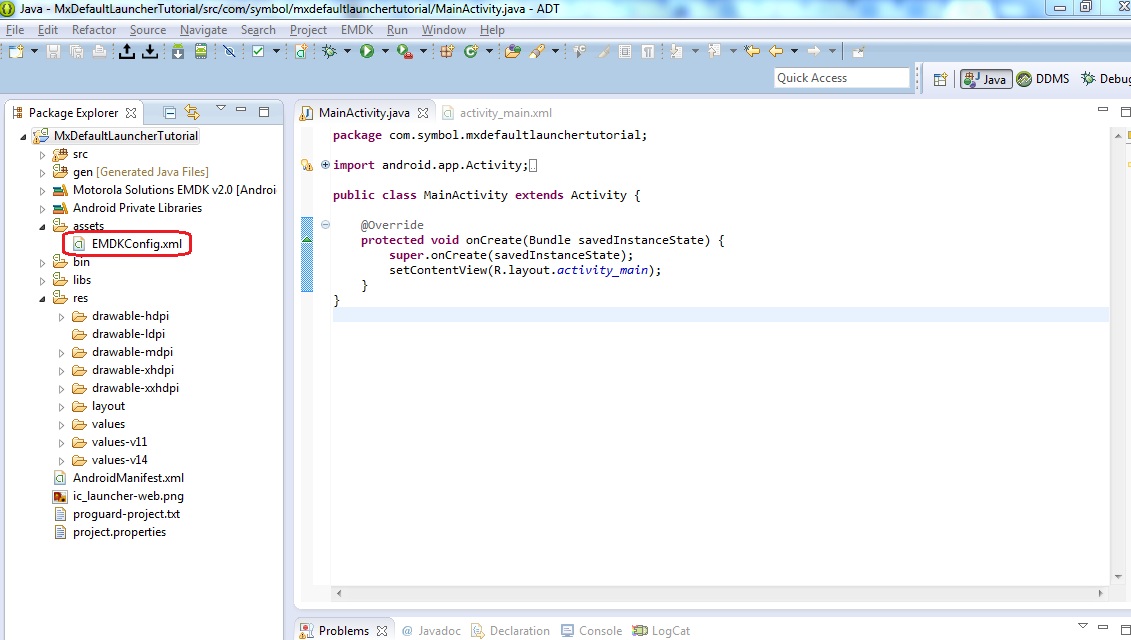 Java - MxDefaultLauncherTutorial/src/com/symbol/mxdefaultlaunchertutorial/MainActivity.java - ADT
File Edit Refactor Source Navigate Search Project EMDK Run Window Help
Quick Access
Java
DDMS
Debug
Package Explorer
MxDefaultLauncherTutorial
src
gen [Generated Java Files]
Motorola Solutions EMDK v2.0 [Androi
Android Private Libraries
assets
EMDKConfig.xml
bin
libs
res
drawable-hdpi
drawable-ldpi
drawable-mdpi
drawable-xhdpi
drawable-xxhdpi
layout
values
values-v11
values-v14
AndroidManifest.xml
ic_launcher-web.png
proguard-project.txt
project.properties
MainActivity.java
activity_main.xml
package com.symbol.mxdefaultlaunchertutorial;
import android.app.Activity;
public class MainActivity extends Activity {
@Override
protected void onCreate(Bundle savedInstanceState) {
super.onCreate(savedInstanceState);
setContentView(R.layout.activity_main);
}
}
Problems @ Javadoc Declaration Console LogCat